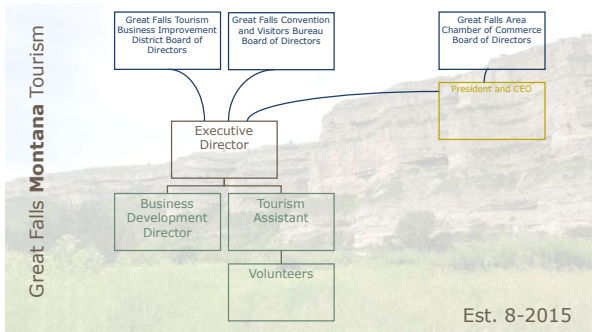 Great Falls Montana Tourism
Great Falls Tourism
Business Improvement
District Board of
Directors
Great Falls Convention
and Visitors Bureau
Board of Directors
Great Falls Area
Chamber of Commerce
Board of Directors
President and CEO
Executive
Director
Business
Development
Director
Tourism
Assistant
Volunteers
Est. 8-2015